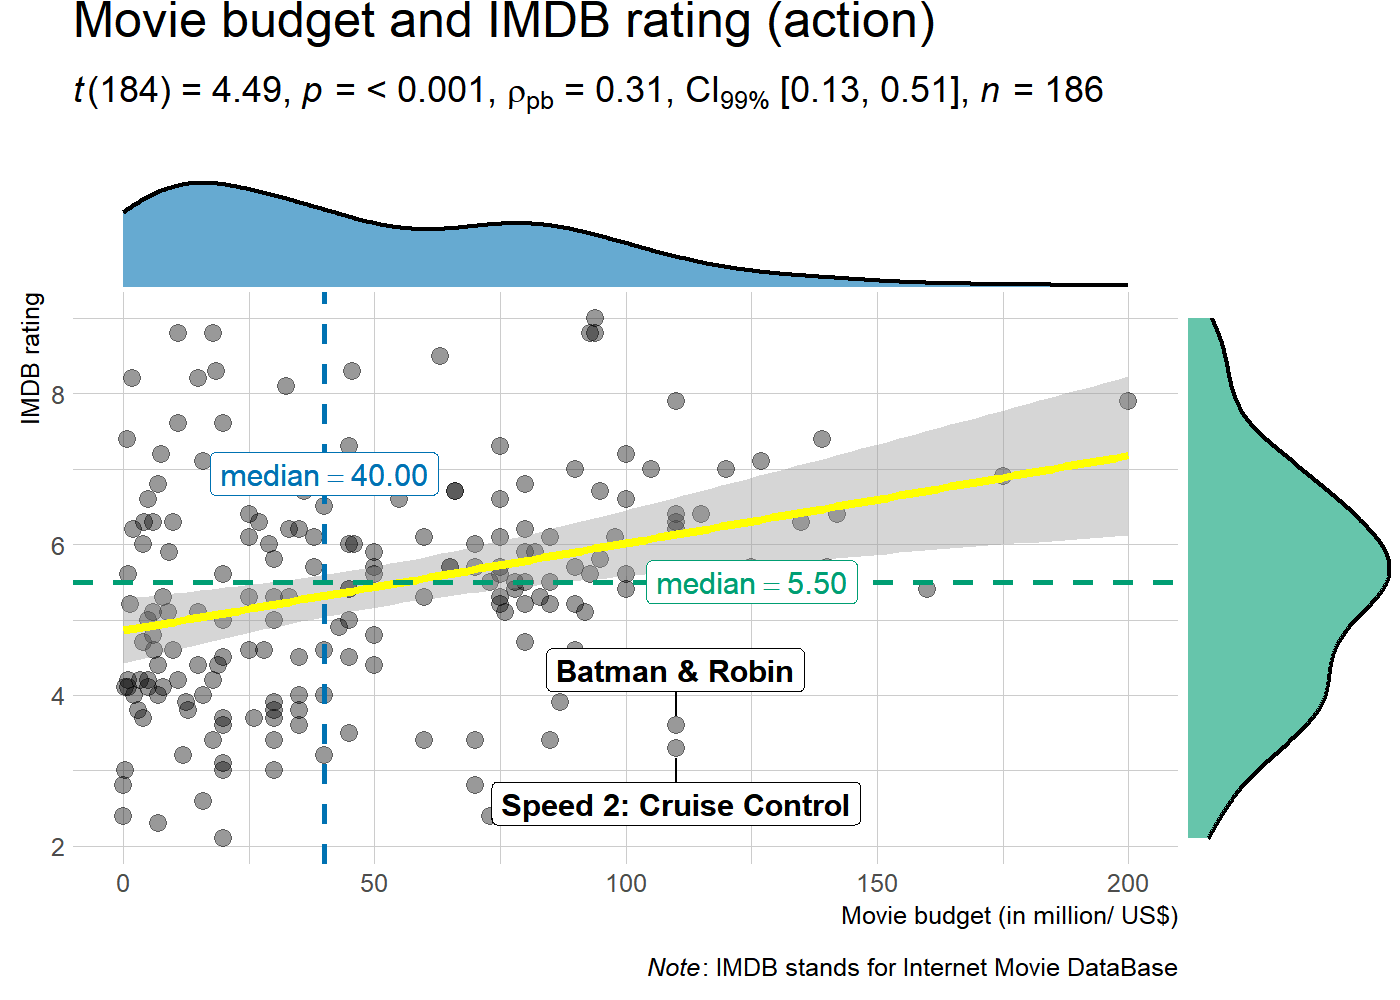 Movie budget and IMDB rating (action)
t(184) = 4.49, p = < 0.001, ρpb = 0.31, CI99% [0.13, 0.51], n = 186
IMDB rating
8
median = 40.00
6
median = 5.50
Batman & Robin
4
Speed 2: Cruise Control
2
0 50 100 150 200
Movie budget (in million/ US$)
Note: IMDB stands for Internet Movie DataBase